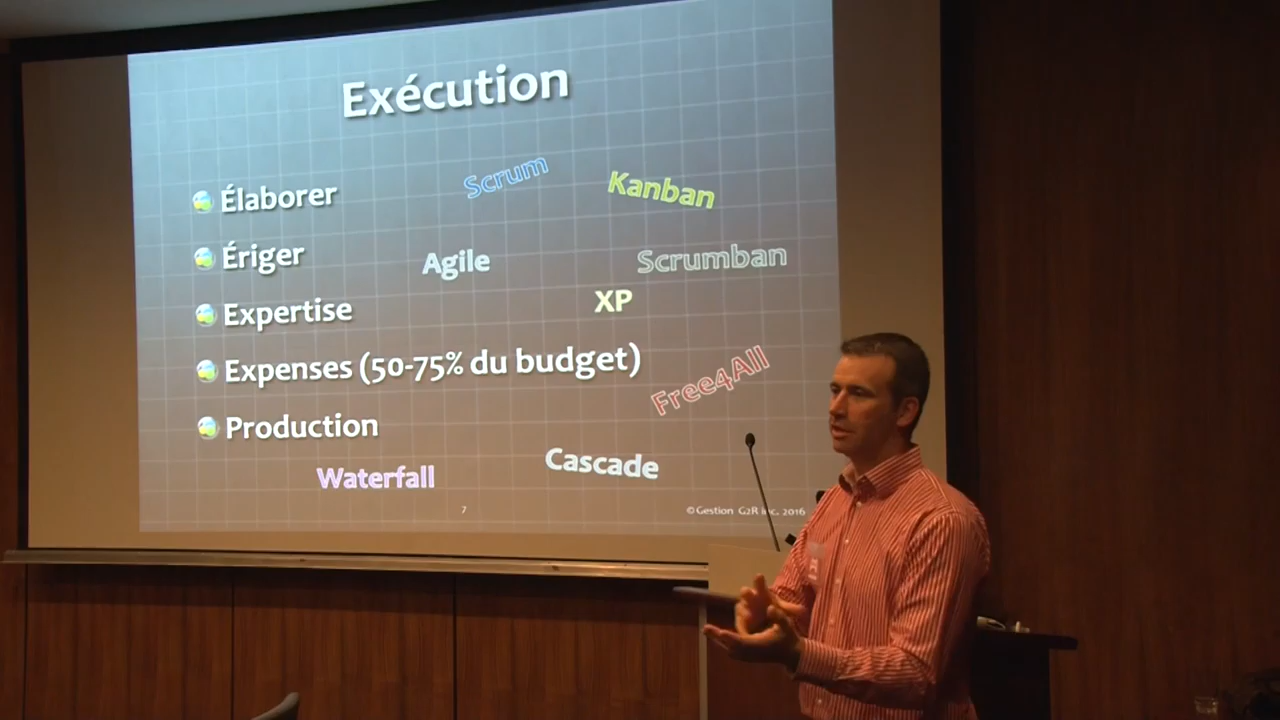 Exécution
Scrum
Kanban
Élaborer
Ériger
Agile
Scrumban
Expertise
XP
Expenses (50-75% du budget)
Free4All
Production
Waterfall
Cascade
7
©Gestion G2R inc. 2016